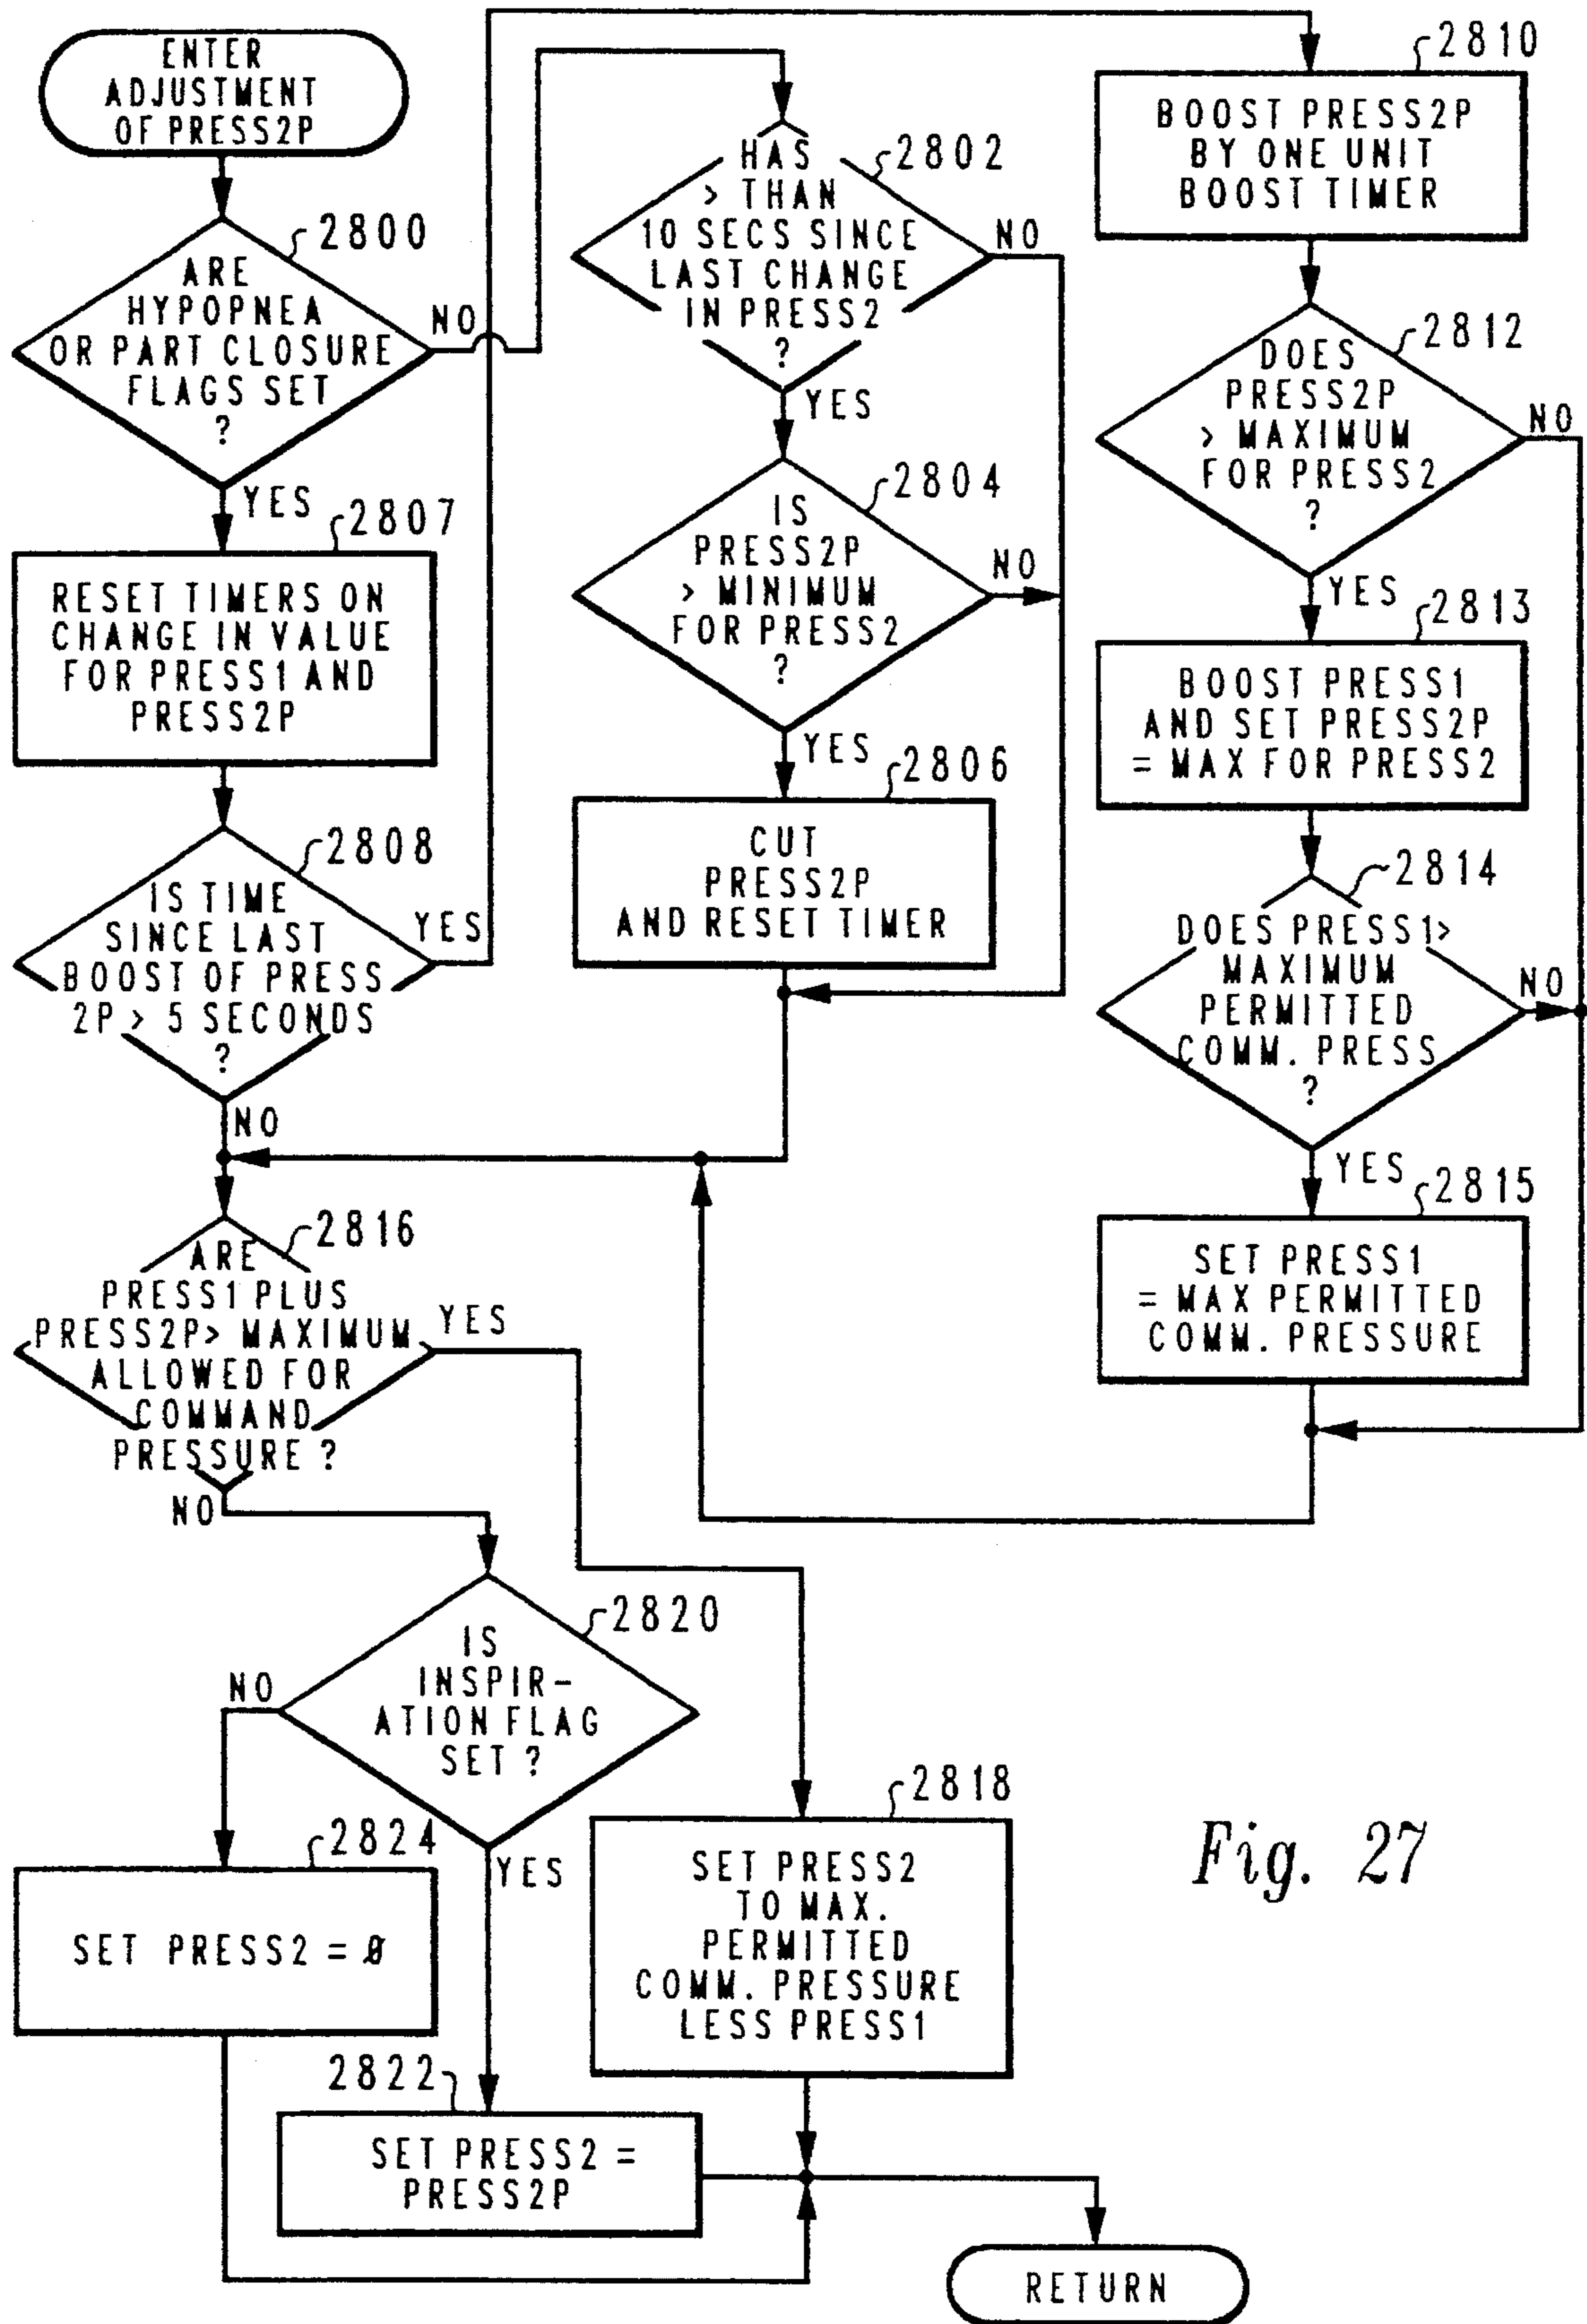 ENTER
ADJUSTMENT
OF PRESS2P
2800
ARE
HYPOPNEA
OR PART CLOSURE
FLAGS SET
?
NO
YES
2807
RESET TIMERS ON
CHANGE IN VALUE
FOR PRESS1 AND
PRESS2P
2808
IS TIME
SINCE LAST
BOOST OF PRESS
2P > 5 SECONDS
?
YES
NO
2802
HAS
> THAN
10 SECS SINCE
LAST CHANGE
IN PRESS2
?
NO
YES
2804
IS
PRESS2P
> MINIMUM
FOR PRESS2
?
NO
YES
2806
CUT
PRESS2P
AND RESET TIMER
2810
BOOST PRESS2P
BY ONE UNIT
BOOST TIMER
2812
DOES
PRESS2P
> MAXIMUM
FOR PRESS2
?
NO
YES
2813
BOOST PRESS1
AND SET PRESS2P
= MAX FOR PRESS2
2814
DOES PRESS1>
MAXIMUM
PERMITTED
COMM. PRESS
?
NO
YES
2815
SET PRESS1
= MAX PERMITTED
COMM. PRESSURE
2816
ARE
PRESS1 PLUS
PRESS2P> MAXIMUM
ALLOWED FOR
COMMAND
PRESSURE ?
YES
NO
2820
IS
INSPIR-
ATION FLAG
SET ?
NO
YES
2824
SET PRESS2 = 0
2822
SET PRESS2 =
PRESS2P
2818
SET PRESS2
TO MAX.
PERMITTED
COMM. PRESSURE
LESS PRESS1
RETURN
Fig. 27